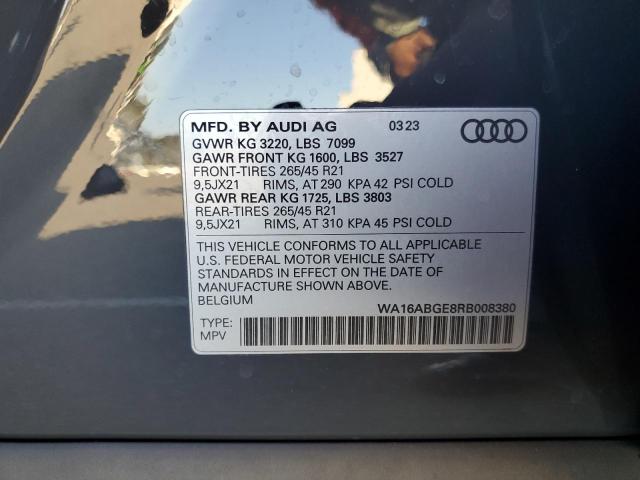 MFD. BY AUDI AG 03 23
GVWR KG 3220, LBS 7099
GAWR FRONT KG 1600, LBS 3527
FRONT-TIRES 265/45 R21
9,5JX21 RIMS, AT 290 KPA 42 PSI COLD
GAWR REAR KG 1725, LBS 3803
REAR-TIRES 265/45 R21
9,5JX21 RIMS, AT 310 KPA 45 PSI COLD
THIS VEHICLE CONFORMS TO ALL APPLICABLE
U.S. FEDERAL MOTOR VEHICLE SAFETY
STANDARDS IN EFFECT ON THE DATE OF
MANUFACTURE SHOWN ABOVE.
BELGIUM WA16ABGE8RB008380
TYPE:
MPV